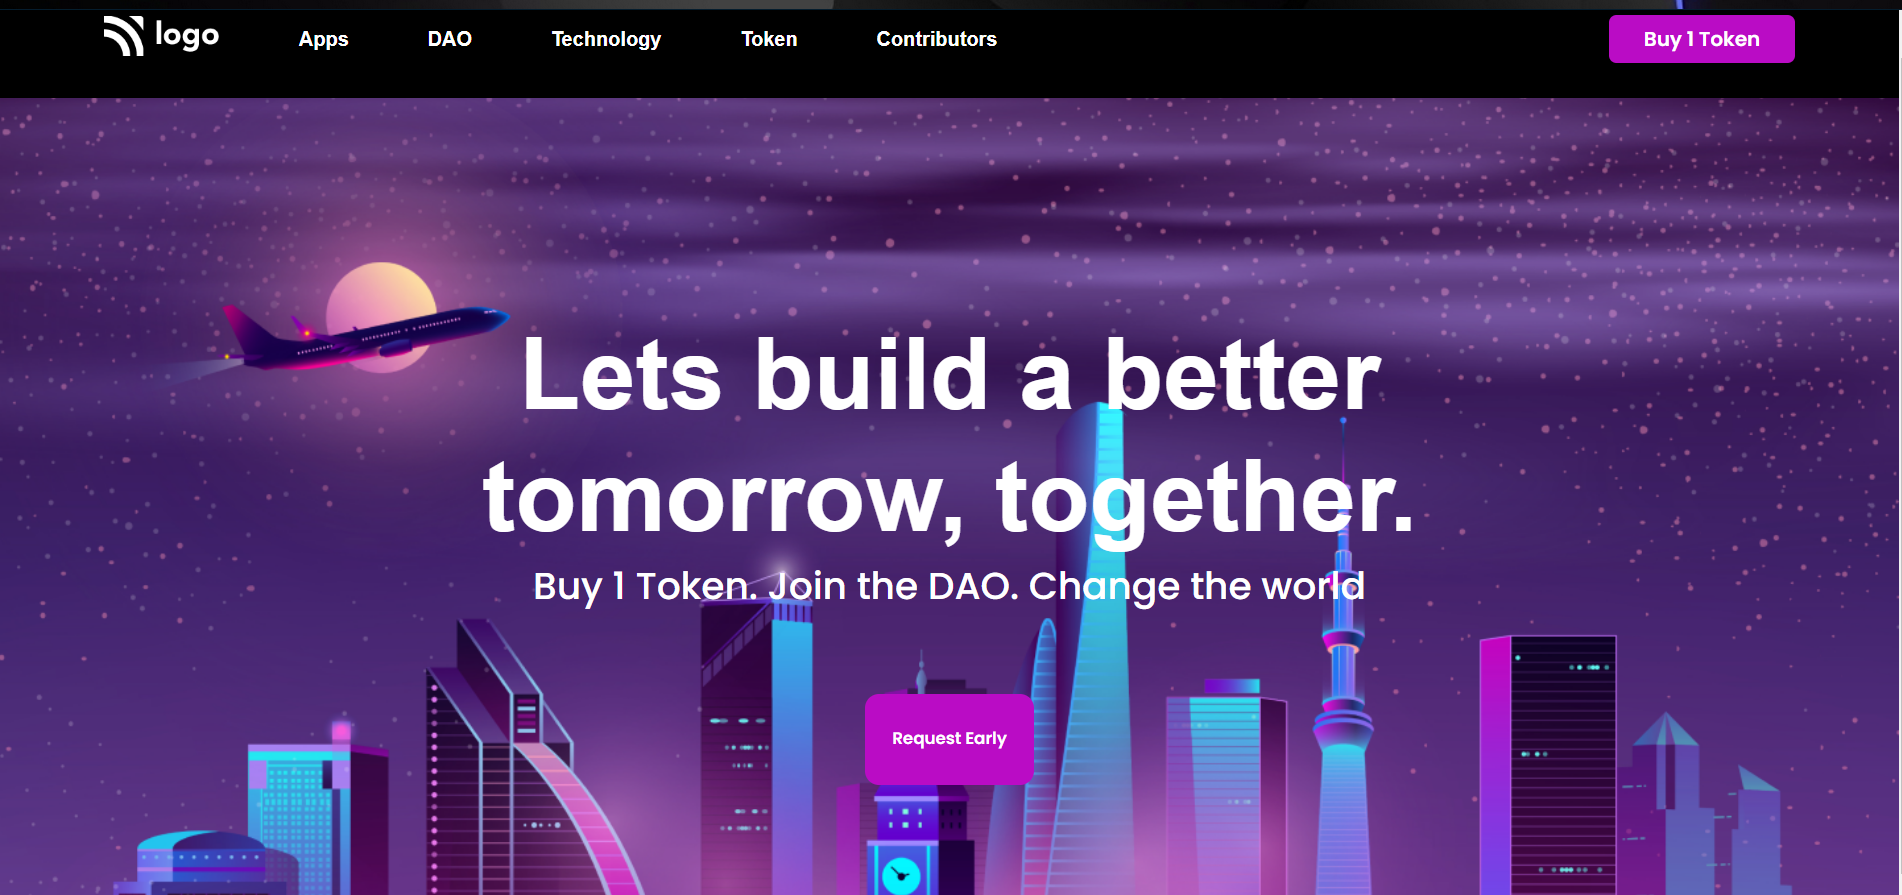 logo
Apps
DAO
Technology
Token
Contributors
Buy 1 Token
Lets build a better
tomorrow, together.
Buy 1 Token. Join the DAO. Change the world
Request Early